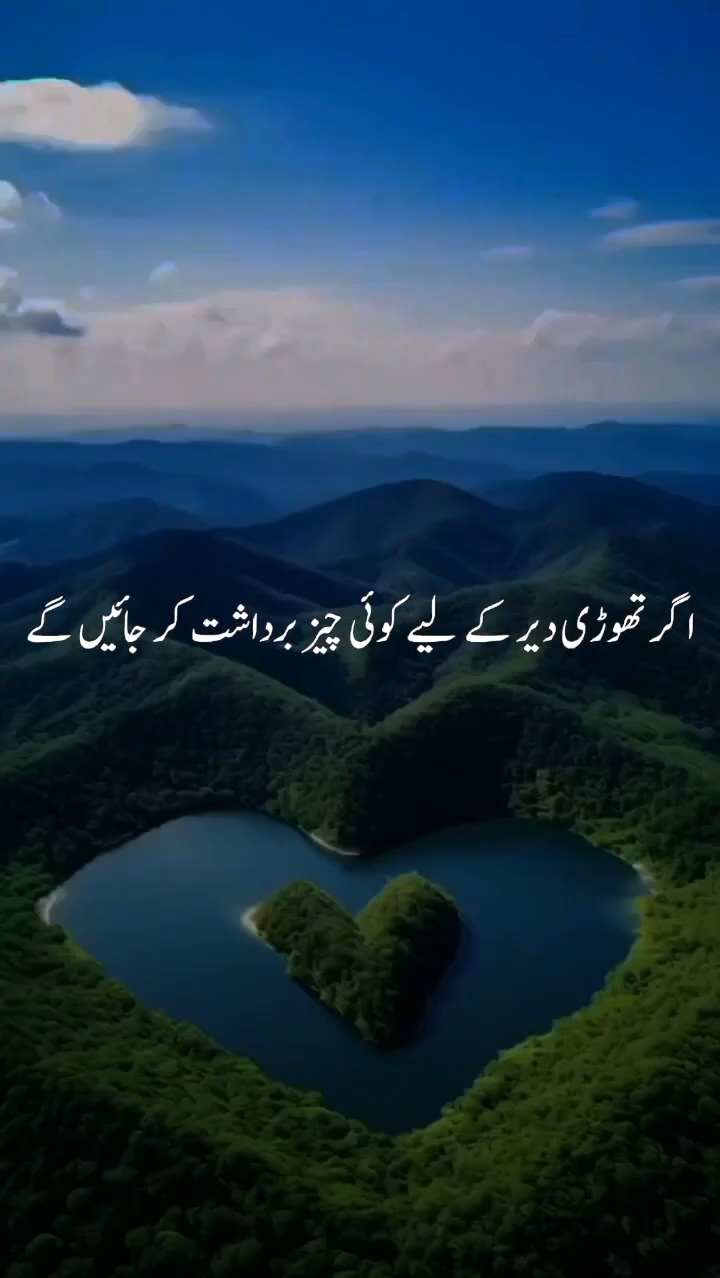 اگر تھوڑی دیر کے لیے کوئی چیز برداشت کر جائیں گے